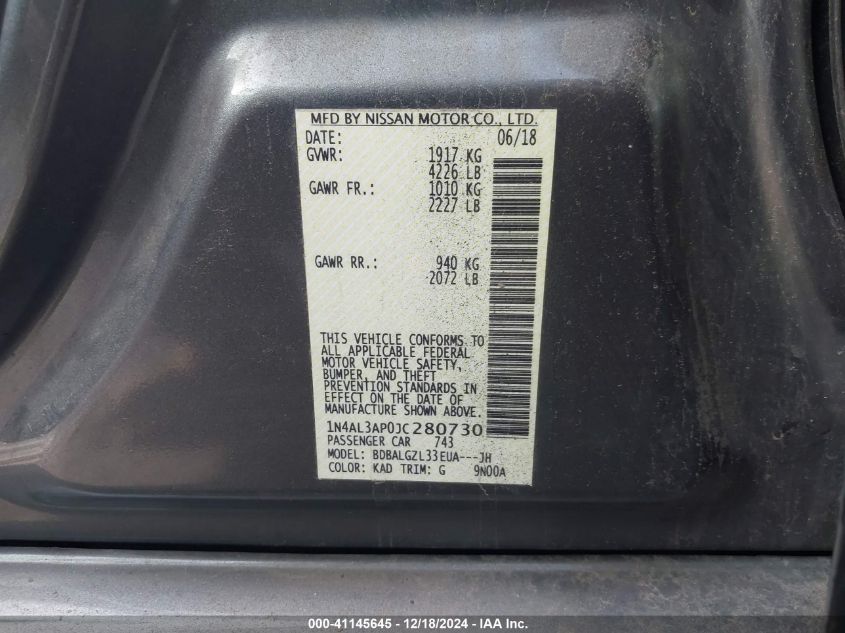 MFD BY NISSAN MOTOR CO., LTD.
DATE: 06/18
GVWR: 1917 KG
4226 LB
GAWR FR.: 1010 KG
2227 LB
GAWR RR.: 940 KG
2072 LB
THIS VEHICLE CONFORMS TO
ALL APPLICABLE FEDERAL
MOTOR VEHICLE SAFETY,
BUMPER, AND THEFT
PREVENTION STANDARDS IN
EFFECT ON THE DATE OF
MANUFACTURE SHOWN ABOVE.
1N4AL3AP0JC280730
PASSENGER CAR 743
MODEL: BDBALGZL33EUA---JH
COLOR: KAD TRIM: G 9N00A
000-41145645 - 12/18/2024 - IAA Inc.